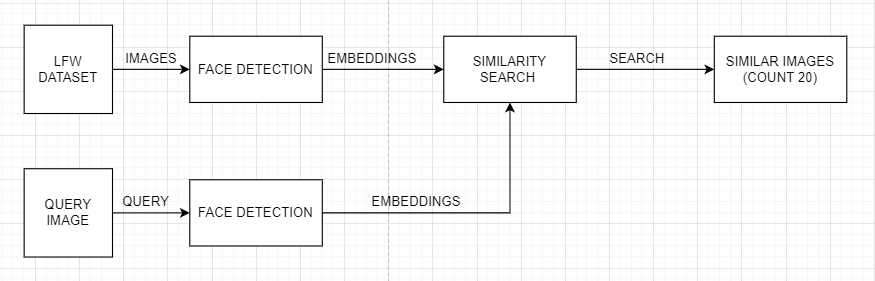 LFW
DATASET
IMAGES
FACE DETECTION
EMBEDDINGS
SIMILARITY
SEARCH
SEARCH
SIMILAR IMAGES
(COUNT 20)
QUERY
IMAGE
QUERY
FACE DETECTION
EMBEDDINGS